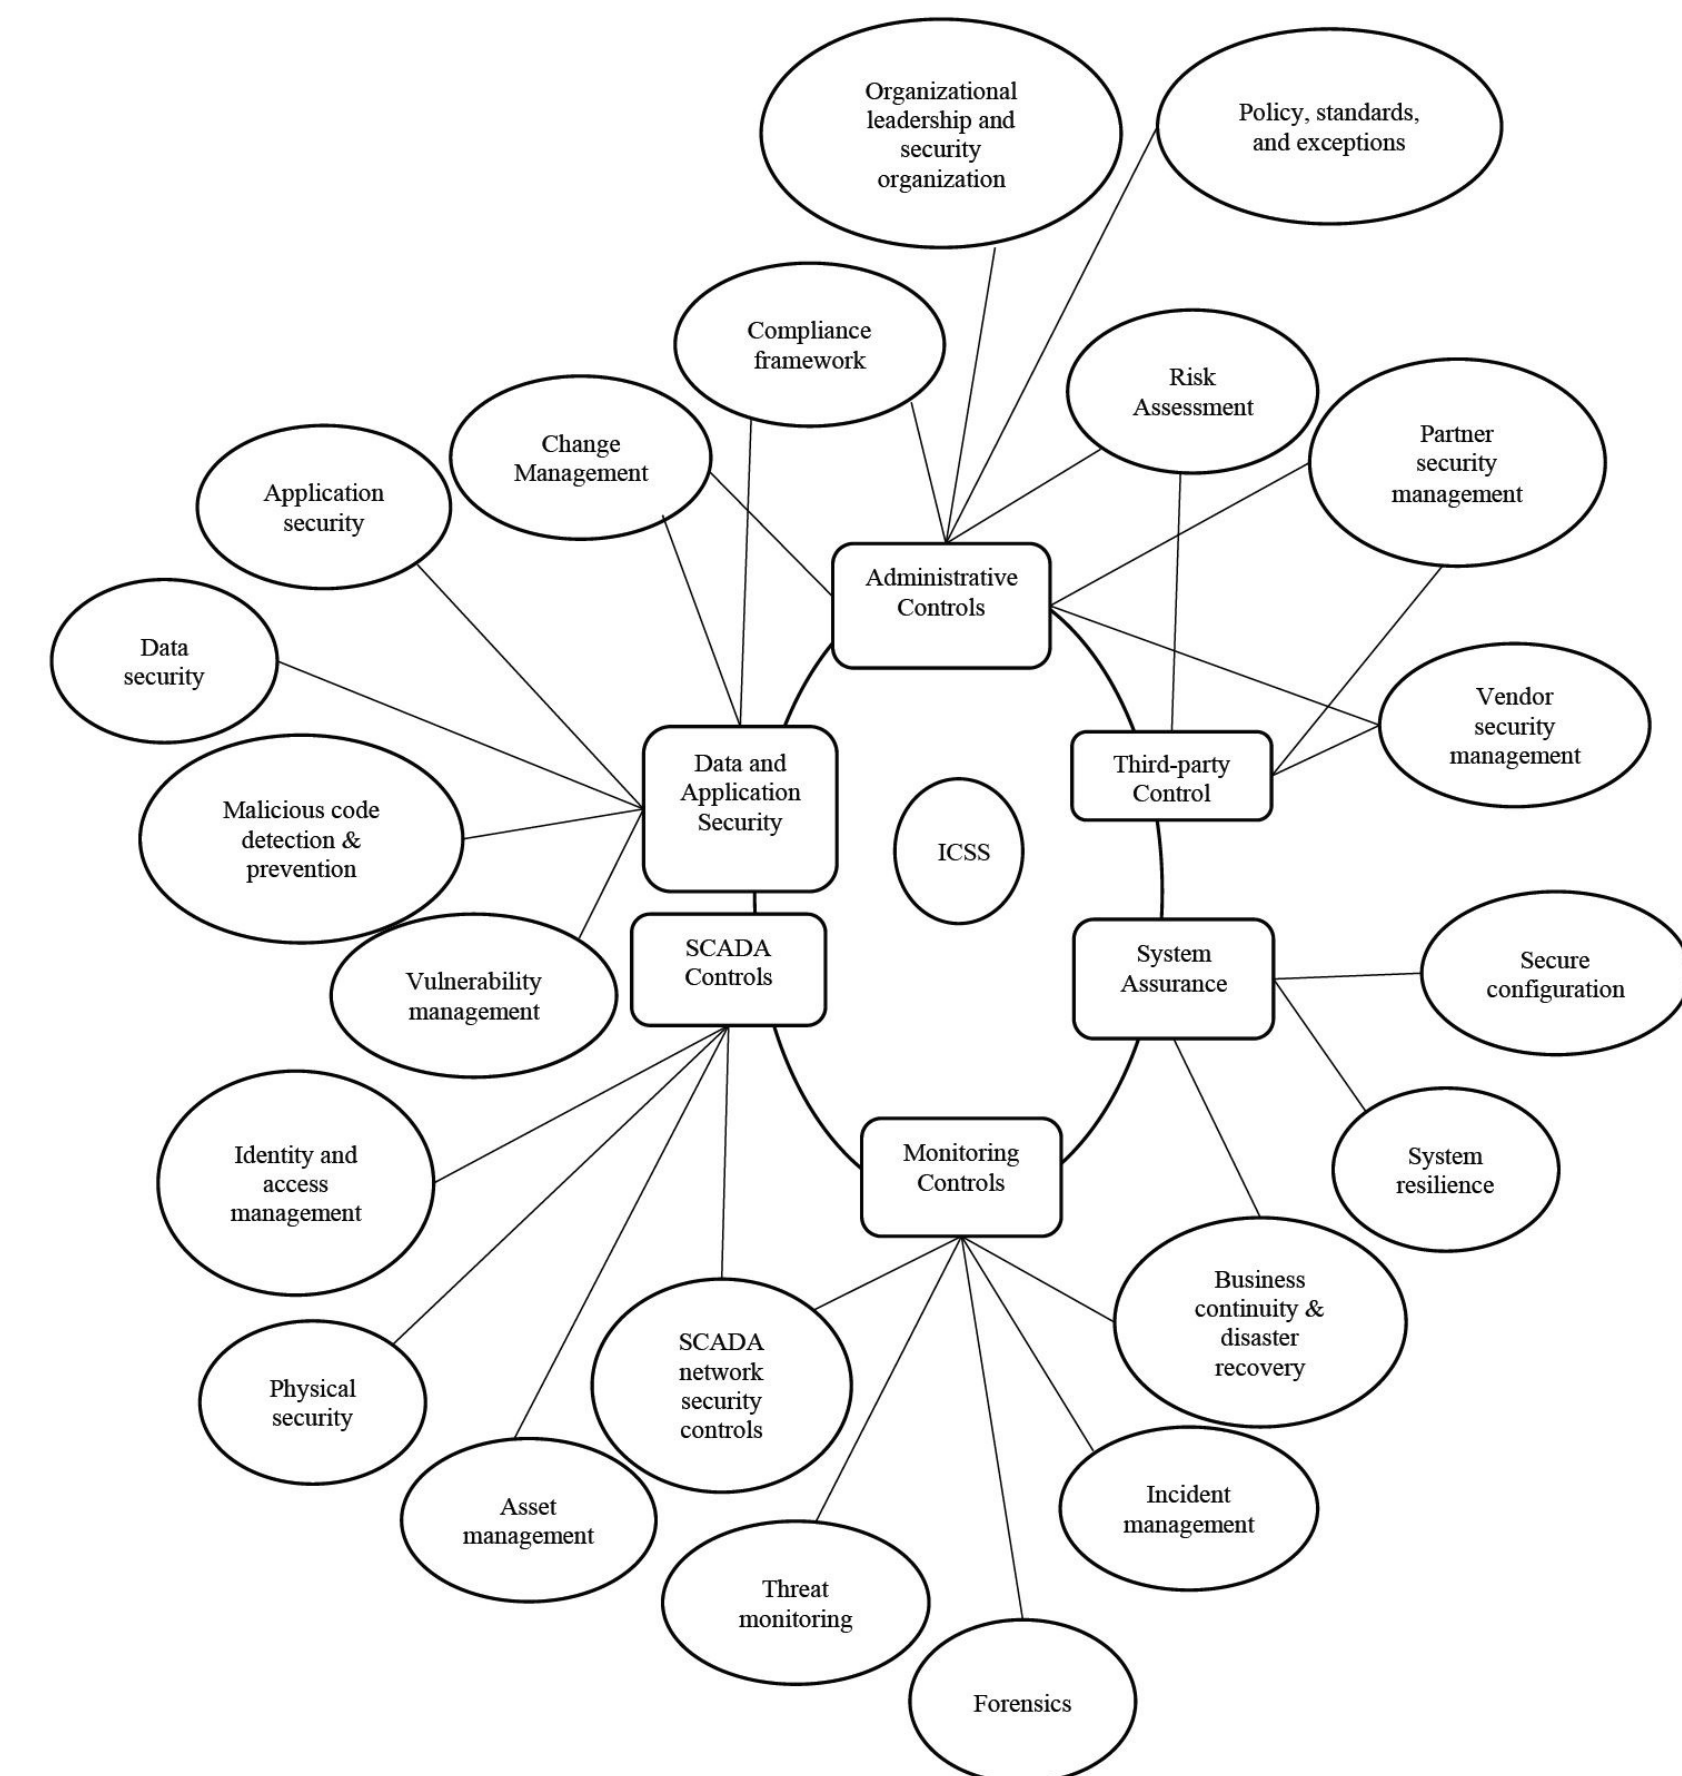 Organizational
leadership and
security
organization
Policy, standards,
and exceptions
Compliance
framework
Risk
Assessment
Change
Management
Partner
security
management
Application
security
Administrative
Controls
Data
security
Vendor
security
management
Data and
Application
Security
Third-party
Control
Malicious code
detection &
prevention
ICSS
SCADA
Controls
System
Assurance
Secure
configuration
Vulnerability
management
Identity and
access
management
Monitoring
Controls
System
resilience
Business
continuity &
disaster
recovery
SCADA
network
security
controls
Physical
security
Asset
management
Incident
management
Threat
monitoring
Forensics